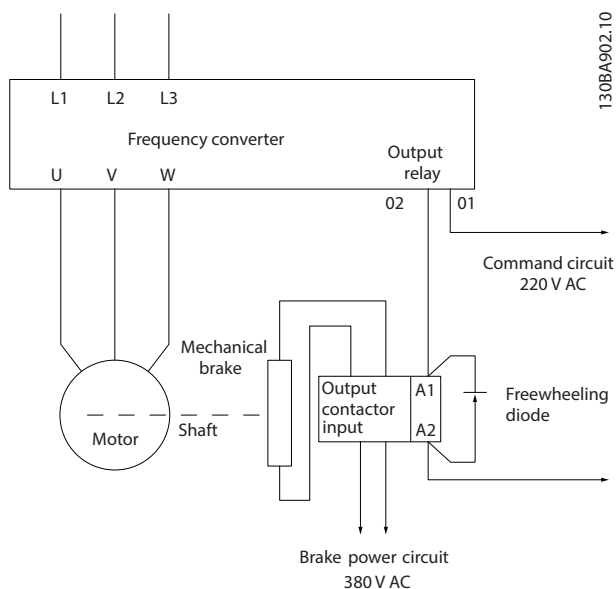 130BA902.10
L1 L2 L3
Frequency converter
Output
relay
U V W
02 01
Command circuit
220 V AC
Mechanical
brake
Output
contactor
input
A1
A2
Freewheeling
diode
Motor
Shaft
Brake power circuit
380 V AC